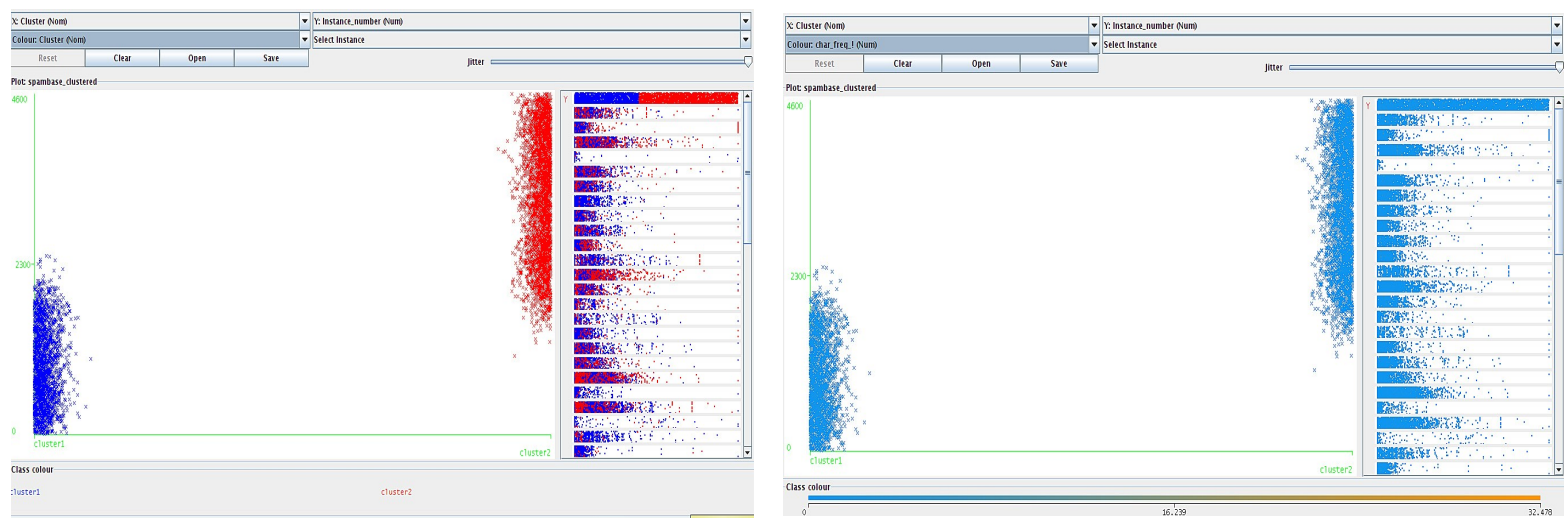 X: Cluster (Nom)
Y: Instance_number (Num)
Colour: Cluster (Nom)
Select Instance
Reset
Clear
Open
Save
Jitter
Plot: spambase_clustered
4600
2300
0
cluster1
cluster2
Y
Class colour
cluster1
cluster2
X: Cluster (Nom)
Y: Instance_number (Num)
Colour: char_freq_! (Num)
Select Instance
Reset
Clear
Open
Save
Jitter
Plot: spambase_clustered
4600
2300
0
cluster1
cluster2
Y
Class colour
0
16.239
32.478